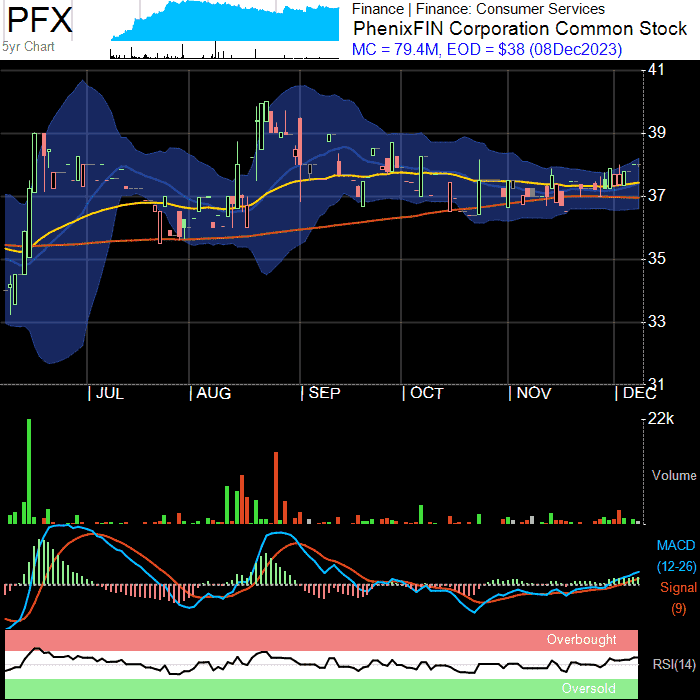 PFX
5yr Chart
Finance | Finance: Consumer Services
PhenixFIN Corporation Common Stock
MC = 79.4M, EOD = $38 (08Dec2023)
41
39
37
35
33
31
JUL AUG SEP OCT NOV DEC
22k
Volume
MACD
(12-26)
Signal
(9)
Overbought
RSI(14)
Oversold